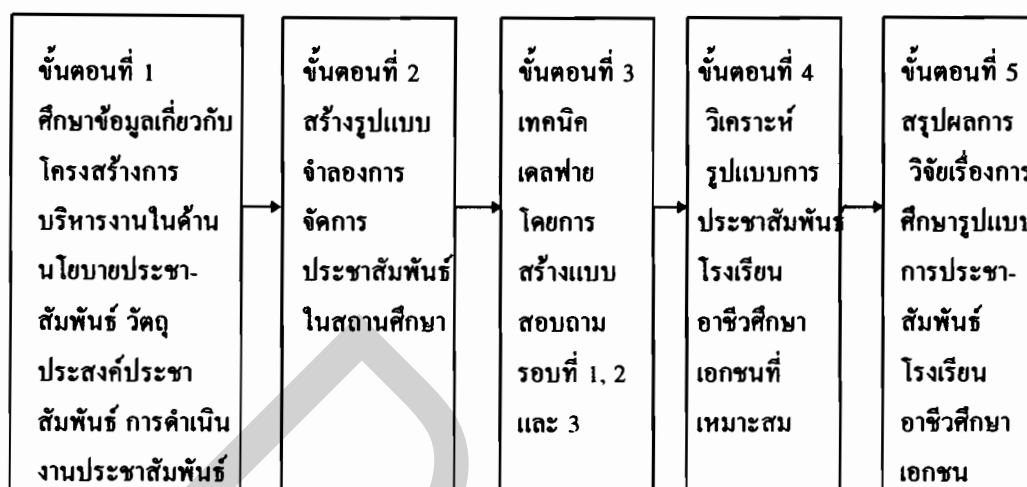 ขั้นตอนที่ 1
ศึกษาข้อมูลเกี่ยวกับ
โครงสร้างการ
บริหารงานในด้าน
นโยบายประชา-
สัมพันธ์ วัตถุ
ประสงค์ประชา
สัมพันธ์ การดำเนิน
งานประชาสัมพันธ์
ขั้นตอนที่ 2
สร้างรูปแบบ
จำลองการ
จัดการ
ประชาสัมพันธ์
ในสถานศึกษา
ขั้นตอนที่ 3
เทคนิค
เดลฟาย
โดยการ
สร้างแบบ
สอบถาม
รอบที่ 1, 2
และ 3
ขั้นตอนที่ 4
วิเคราะห์
รูปแบบการ
ประชาสัมพันธ์
โรงเรียน
อาชีวศึกษา
เอกชนที่
เหมาะสม
ขั้นตอนที่ 5
สรุปผลการ
วิจัยเรื่องการ
ศึกษารูปแบบ
การประชา-
สัมพันธ์
โรงเรียน
อาชีวศึกษา
เอกชน